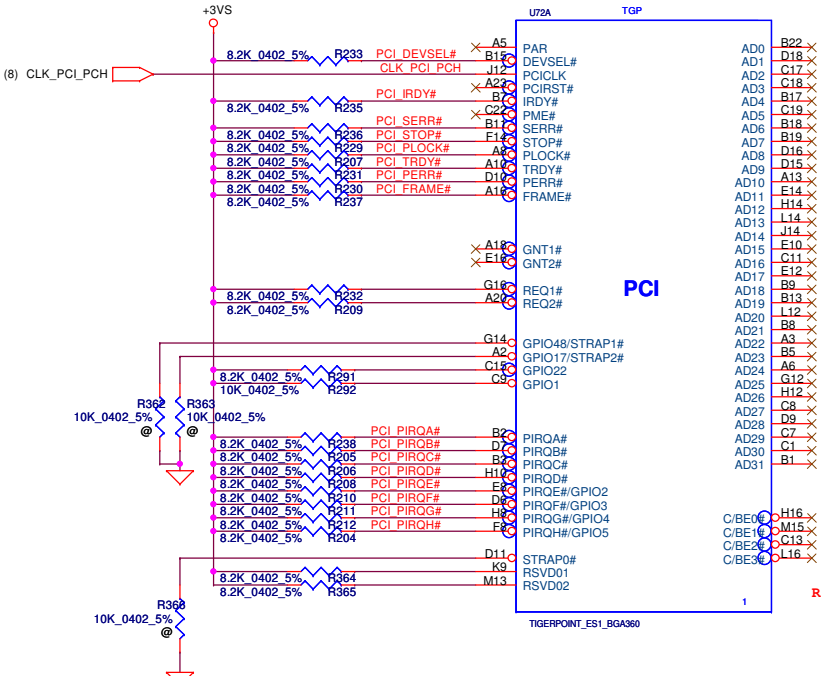 +3VS
U72A
TGP
(8) CLK_PCI_PCH
8.2K_0402_5% R233 PCI_DEVSEL# B15 DEVSEL#
A5 PAR
CLK_PCI_PCH J12 PCICLK
A23 PCIRST#
8.2K_0402_5% R235 PCI_IRDY# B7 IRDY#
C22 PME#
8.2K_0402_5% R236 PCI_SERR# B11 SERR#
8.2K_0402_5% R229 PCI_STOP# F14 STOP#
8.2K_0402_5% R207 PCI_PLOCK# A8 PLOCK#
8.2K_0402_5% R231 PCI_TRDY# A10 TRDY#
8.2K_0402_5% R230 PCI_PERR# D10 PERR#
8.2K_0402_5% R237 PCI_FRAME# A16 FRAME#
A18 GNT1#
E16 GNT2#
8.2K_0402_5% R232 G16 REQ1#
8.2K_0402_5% R209 A20 REQ2#
G14 GPIO48/STRAP1#
A2 GPIO17/STRAP2#
8.2K_0402_5% R291 C15 GPIO22
10K_0402_5% R292 C9 GPIO1
R362 R363
10K_0402_5% 10K_0402_5%
@ @
8.2K_0402_5% R238 PCI_PIRQA# B2 PIRQA#
8.2K_0402_5% R205 PCI_PIRQB# D7 PIRQB#
8.2K_0402_5% R206 PCI_PIRQC# B3 PIRQC#
8.2K_0402_5% R208 PCI_PIRQD# H10 PIRQD#
8.2K_0402_5% R210 PCI_PIRQE# E8 PIRQE#/GPIO2
8.2K_0402_5% R211 PCI_PIRQF# D6 PIRQF#/GPIO3
8.2K_0402_5% R212 PCI_PIRQG# H8 PIRQG#/GPIO4
8.2K_0402_5% R204 PCI_PIRQH# F8 PIRQH#/GPIO5
D11 STRAP0#
8.2K_0402_5% R364 K9 RSVD01
8.2K_0402_5% R365 M13 RSVD02
R366
10K_0402_5%
@
PCI
AD0 B22
AD1 D18
AD2 C17
AD3 C18
AD4 B17
AD5 C19
AD6 B18
AD7 B19
AD8 D16
AD9 D15
AD10 A13
AD11 E14
AD12 H14
AD13 L14
AD14 J14
AD15 E10
AD16 C11
AD17 E12
AD18 B9
AD19 B13
AD20 L12
AD21 B8
AD22 A3
AD23 B5
AD24 A6
AD25 G12
AD26 H12
AD27 C8
AD28 D9
AD29 C7
AD30 C1
AD31 B1
C/BE0# H16
C/BE1# M15
C/BE2# C13
C/BE3# L16
1
R
TIGERPOINT_ES1_BGA360